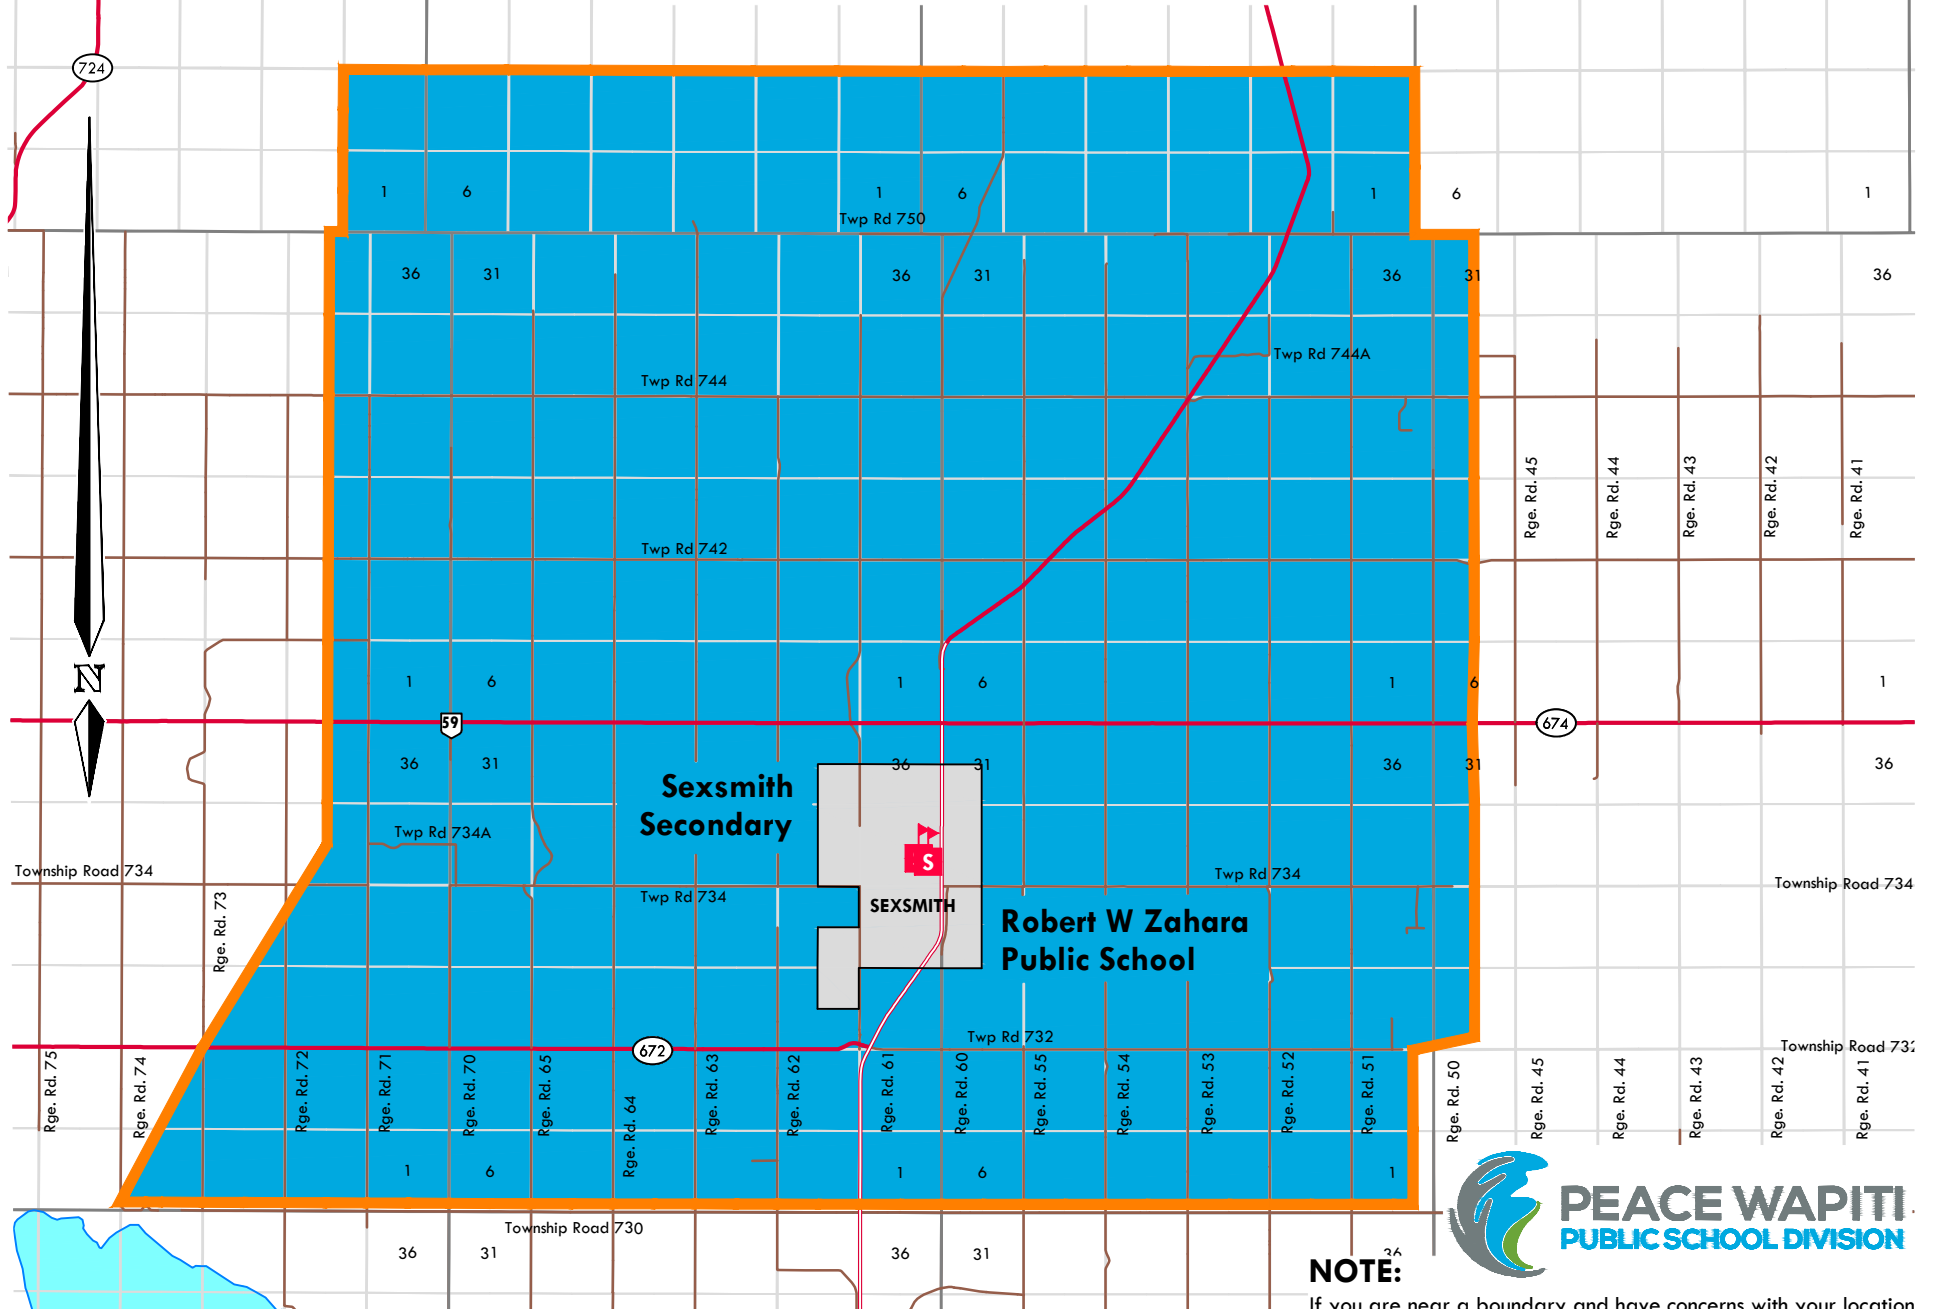 724
1 6 1 6 1 6 1
Twp Rd 750
36 31 36 31 36 31 36
Twp Rd 744A
Twp Rd 744
Rge. Rd. 45
Rge. Rd. 44
Rge. Rd. 43
Rge. Rd. 42
Rge. Rd. 41
Twp Rd 742
N
1 6 1 6 1 6 1
59
674
36 31 36 31 36 31 36
Sexsmith
Secondary
Twp Rd 734A
S
Township Road 734
Twp Rd 734
Twp Rd 734
Township Road 734
Rge. Rd. 73
SEXSMITH
Robert W Zahara
Public School
672
Twp Rd 732
Township Road 732
Rge. Rd. 75
Rge. Rd. 74
Rge. Rd. 72
Rge. Rd. 71
Rge. Rd. 70
Rge. Rd. 65
Rge. Rd. 64
Rge. Rd. 63
Rge. Rd. 62
Rge. Rd. 61
Rge. Rd. 60
Rge. Rd. 55
Rge. Rd. 54
Rge. Rd. 53
Rge. Rd. 52
Rge. Rd. 51
Rge. Rd. 50
Rge. Rd. 45
Rge. Rd. 44
Rge. Rd. 43
Rge. Rd. 42
Rge. Rd. 41
1 6 1 6 1
PEACE WAPITI
PUBLIC SCHOOL DIVISION
Township Road 730
36 31 36 31 36
NOTE:
If you are near a boundary and have concerns with your location